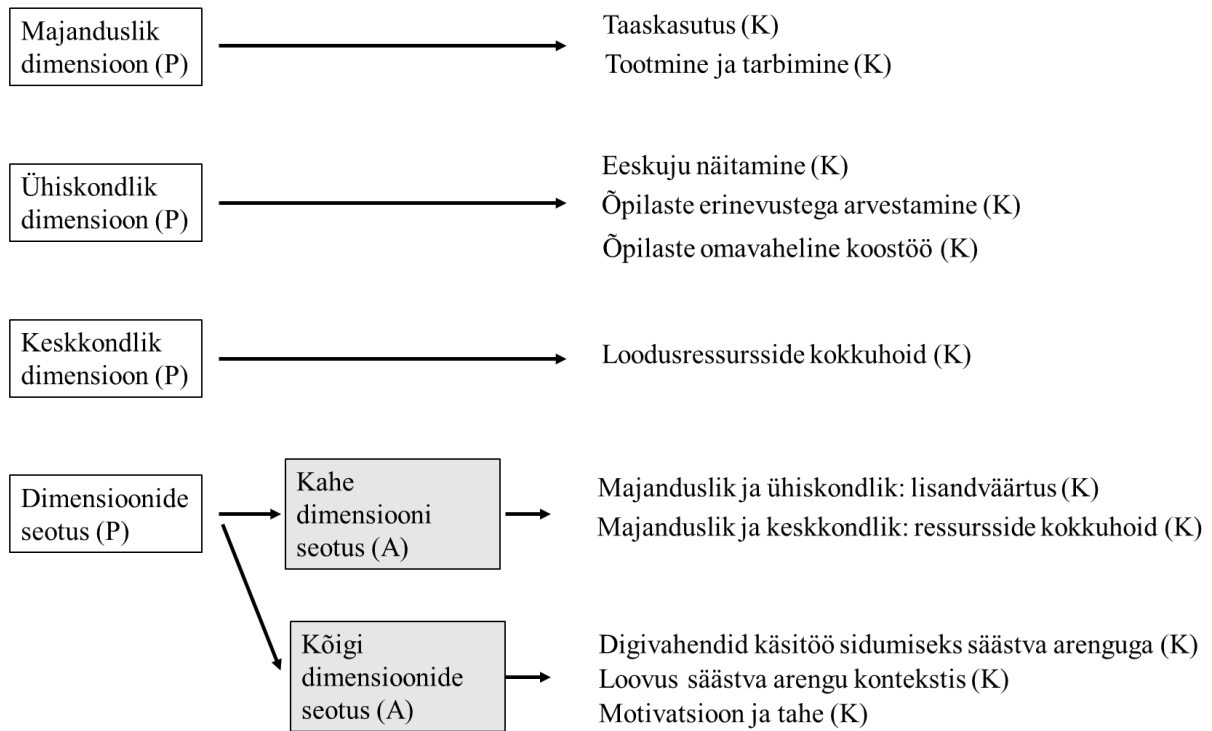 Majanduslik
dimensioon (P)
Taaskasutus (K)
Tootmine ja tarbimine (K)
Ühiskondlik
dimensioon (P)
Eeskuju näitamine (K)
Õpilaste erinevustega arvestamine (K)
Õpilaste omavaheline koostöö (K)
Keskkondlik
dimensioon (P)
Loodusressursside kokkuhoid (K)
Dimensioonide
seotus (P)
Kahe
dimensiooni
seotus (A)
Majanduslik ja ühiskondlik: lisandväärtus (K)
Majanduslik ja keskkondlik: ressursside kokkuhoid (K)
Kõigi
dimensioonide
seotus (A)
Digivahendid käsitöö sidumiseks säästva arenguga (K)
Loovus säästva arengu kontekstis (K)
Motivatsioon ja tahe (K)